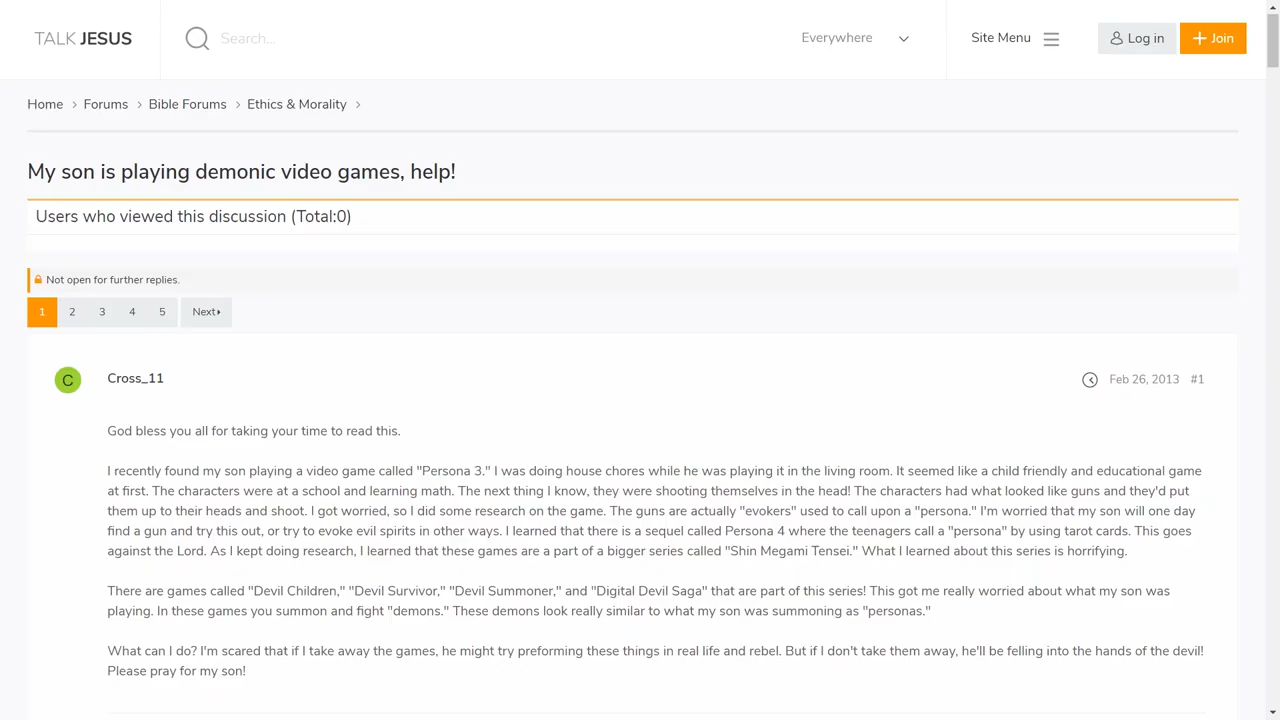 TALK JESUS
Search...
Everywhere
Site Menu
Log in
Join
Home > Forums > Bible Forums > Ethics & Morality >
My son is playing demonic video games, help!
Users who viewed this discussion (Total:0)
Not open for further replies.
1 2 3 4 5 Next
C
Cross_11
Feb 26, 2013 #1
God bless you all for taking your time to read this.
I recently found my son playing a video game called "Persona 3." I was doing house chores while he was playing it in the living room. It seemed like a child friendly and educational game
at first. The characters were at a school and learning math. The next thing I know, they were shooting themselves in the head! The characters had what looked like guns and they'd put
them up to their heads and shoot. I got worried, so I did some research on the game. The guns are actually "evokers" used to call upon a "persona." I'm worried that my son will one day
find a gun and try this out, or try to evoke evil spirits in other ways. I learned that there is a sequel called Persona 4 where the teenagers call a "persona" by using tarot cards. This goes
against the Lord. As I kept doing research, I learned that these games are a part of a bigger series called "Shin Megami Tensei." What I learned about this series is horrifying.
There are games called "Devil Children," "Devil Survivor," "Devil Summoner," and "Digital Devil Saga" that are part of this series! This got me really worried about what my son was
playing. In these games you summon and fight "demons." These demons look really similar to what my son was summoning as "personas."
What can I do? I'm scared that if I take away the games, he might try preforming these things in real life and rebel. But if I don't take them away, he'll be felling into the hands of the devil!
Please pray for my son!